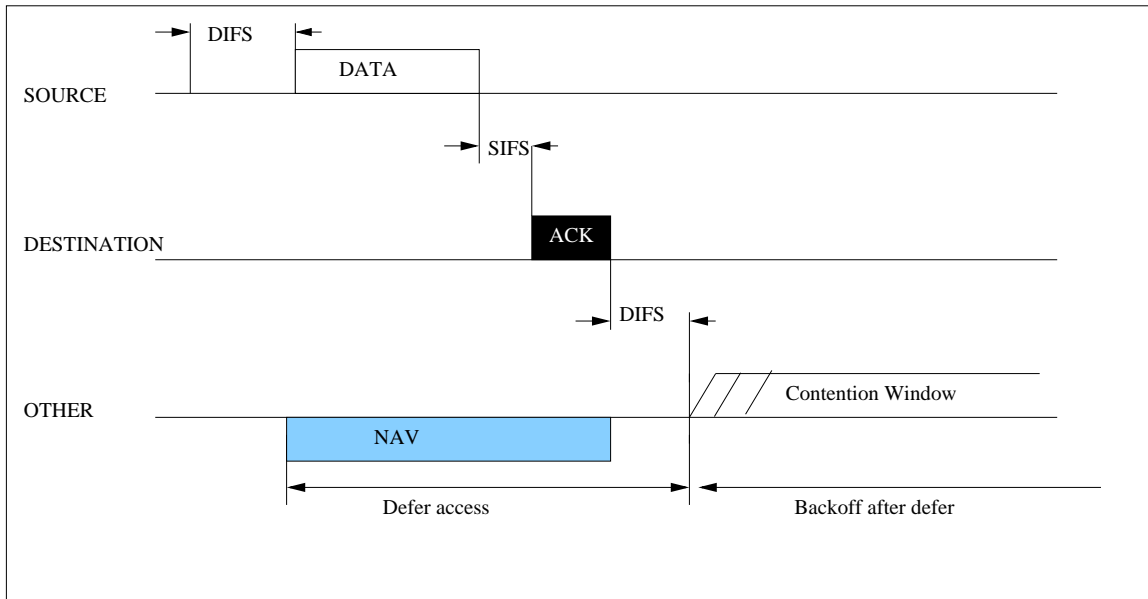 DIFS
DATA
SOURCE
SIFS
ACK
DESTINATION
DIFS
Contention Window
OTHER
NAV
Defer access
Backoff after defer